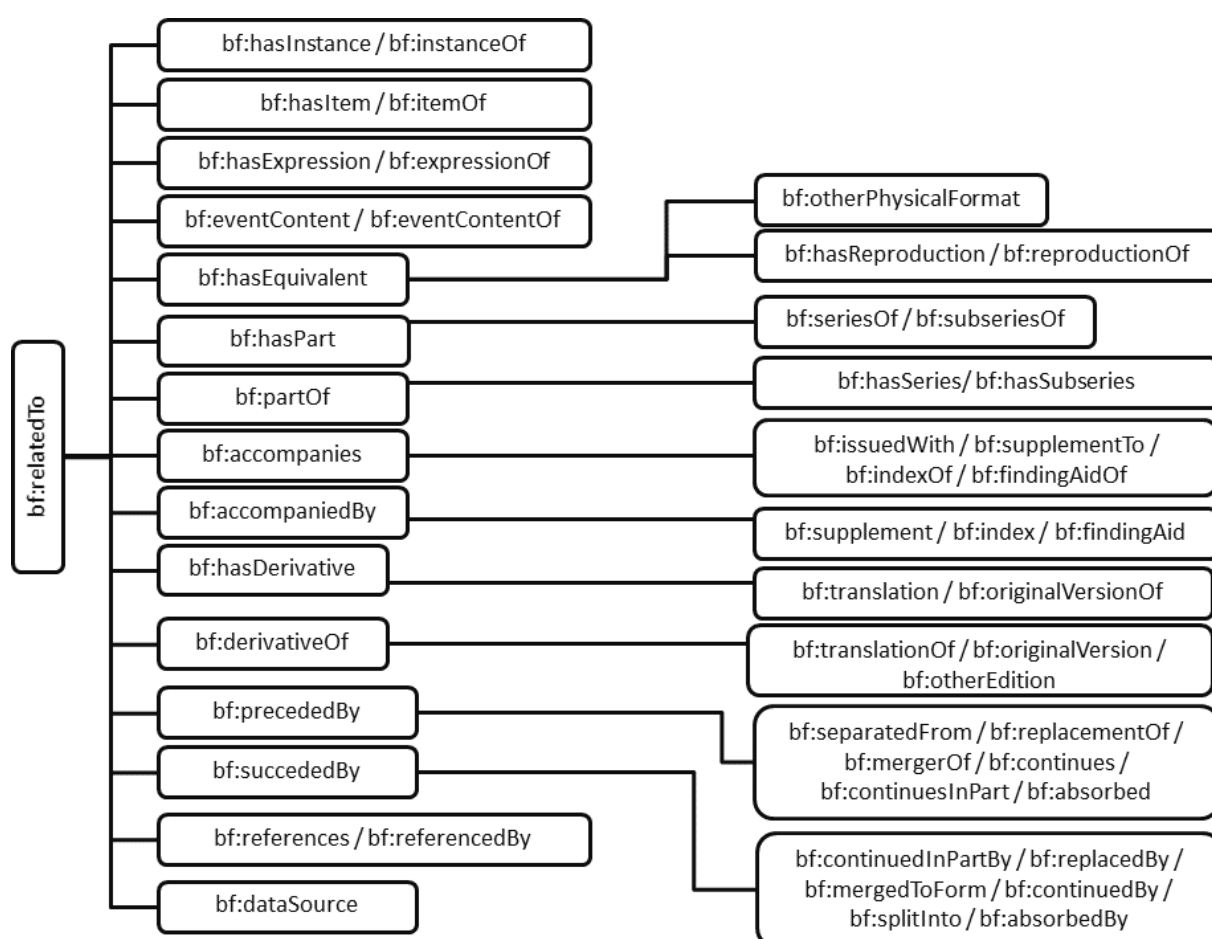 bf:relatedTo
bf:hasInstance / bf:instanceOf
bf:hasItem / bf:itemOf
bf:hasExpression / bf:expressionOf
bf:eventContent / bf:eventContentOf
bf:hasEquivalent
bf:hasPart
bf:partOf
bf:accompanies
bf:accompaniedBy
bf:hasDerivative
bf:derivativeOf
bf:precededBy
bf:succededBy
bf:references / bf:referencedBy
bf:dataSource
bf:otherPhysicalFormat
bf:hasReproduction / bf:reproductionOf
bf:seriesOf / bf:subseriesOf
bf:hasSeries/ bf:hasSubseries
bf:issuedWith / bf:supplementTo /
bf:indexOf / bf:findingAidOf
bf:supplement / bf:index / bf:findingAid
bf:translation / bf:originalVersionOf
bf:translationOf / bf:originalVersion /
bf:otherEdition
bf:separatedFrom / bf:replacementOf /
bf:mergerOf / bf:continues /
bf:continuesInPart / bf:absorbed
bf:continuedInPartBy / bf:replacedBy /
bf:mergedToForm / bf:continuedBy /
bf:splitInto / bf:absorbedBy